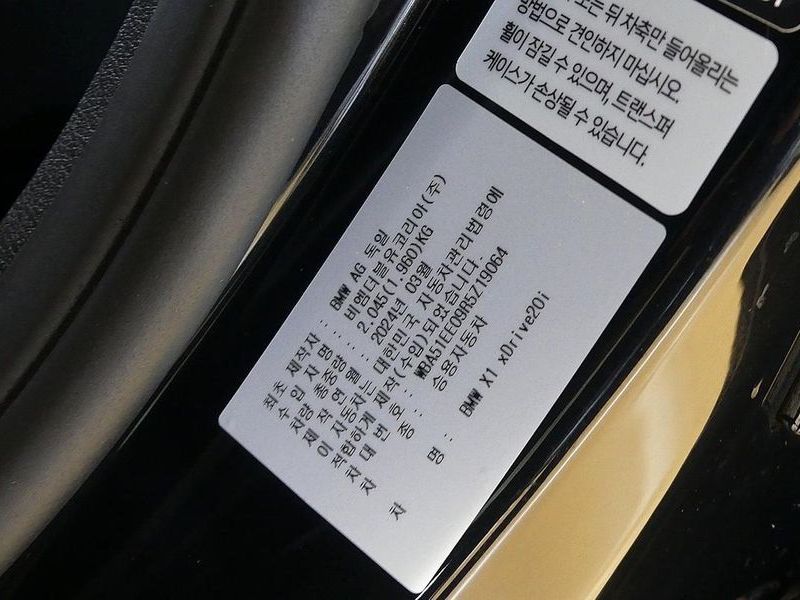 또는 뒤 차축만 들어올리는
방법으로 견인하지 마십시오.
휠이 잠길 수 있으며, 트랜스퍼
케이스가 손상될 수 있습니다.
최초 제작자 : BMW AG 독일
수입자명 : 비엠더블유코리아(주)
차량총중량 : 2.045(1.960)KG
제작연월 : 2024년 03월
이 자동차는 대한민국 자동차관리법령에
적합하게 제작(수입)되었습니다.
차대번호 : WBA51EE09R5Z19064
차종 : 승용자동차
차명 : BMW X1 xDrive20i